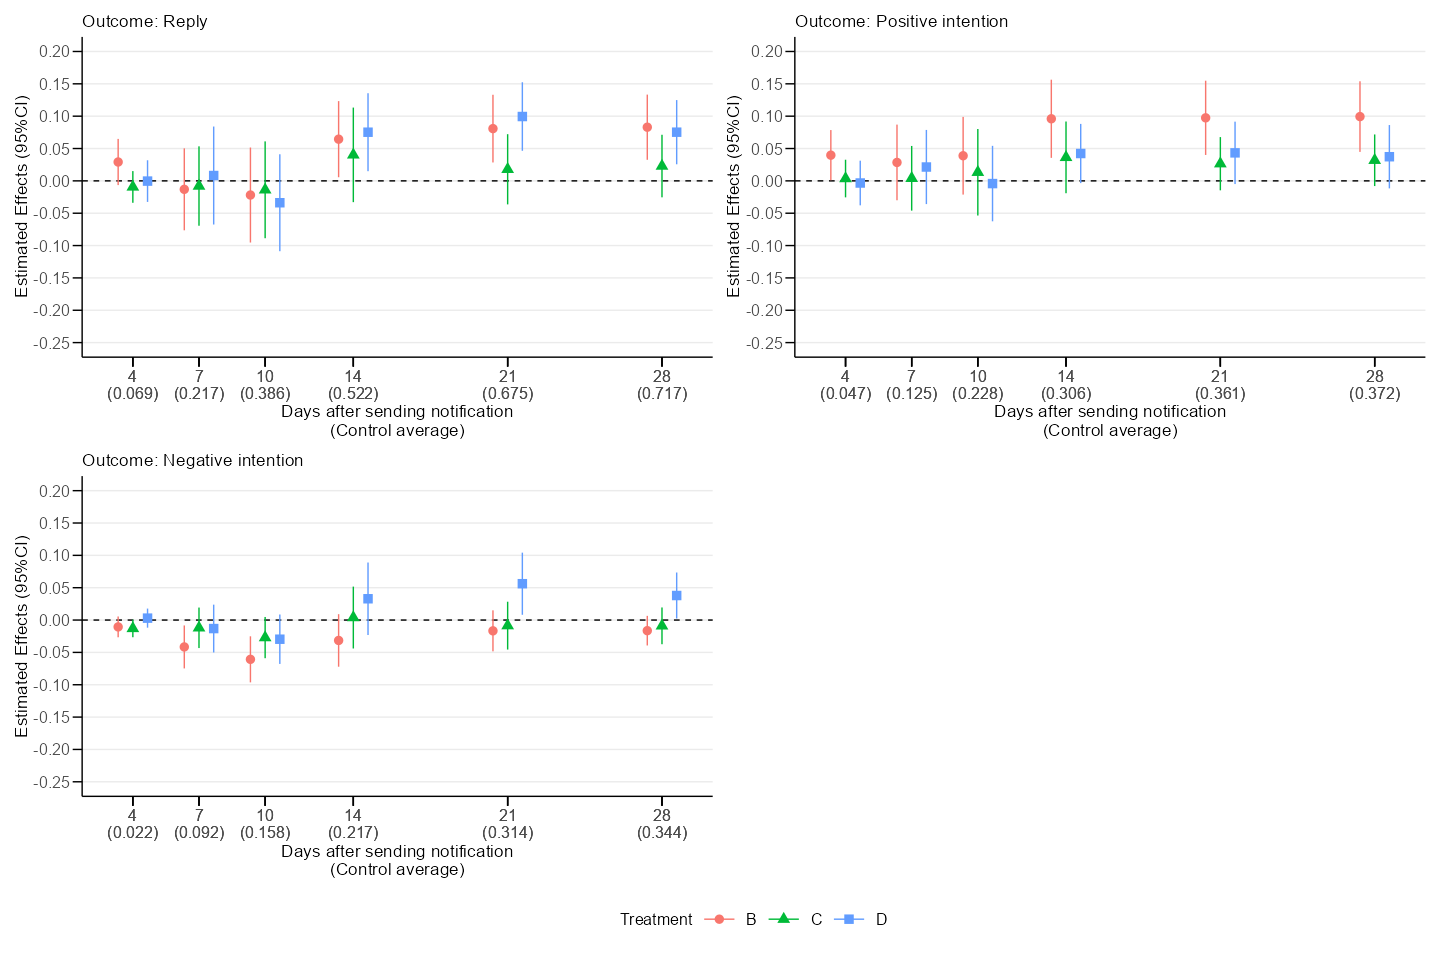 Outcome: Reply
Estimated Effects (95%CI)
0.20
0.15
0.10
0.05
0.00
-0.05
-0.10
-0.15
-0.20
-0.25
4 7 10 14 21 28
(0.069) (0.217) (0.386) (0.522) (0.675) (0.717)
Days after sending notification
(Control average)
Outcome: Positive intention
Estimated Effects (95%CI)
0.20
0.15
0.10
0.05
0.00
-0.05
-0.10
-0.15
-0.20
-0.25
4 7 10 14 21 28
(0.047) (0.125) (0.228) (0.306) (0.361) (0.372)
Days after sending notification
(Control average)
Outcome: Negative intention
Estimated Effects (95%CI)
0.20
0.15
0.10
0.05
0.00
-0.05
-0.10
-0.15
-0.20
-0.25
4 7 10 14 21 28
(0.022) (0.092) (0.158) (0.217) (0.314) (0.344)
Days after sending notification
(Control average)
Treatment B C D